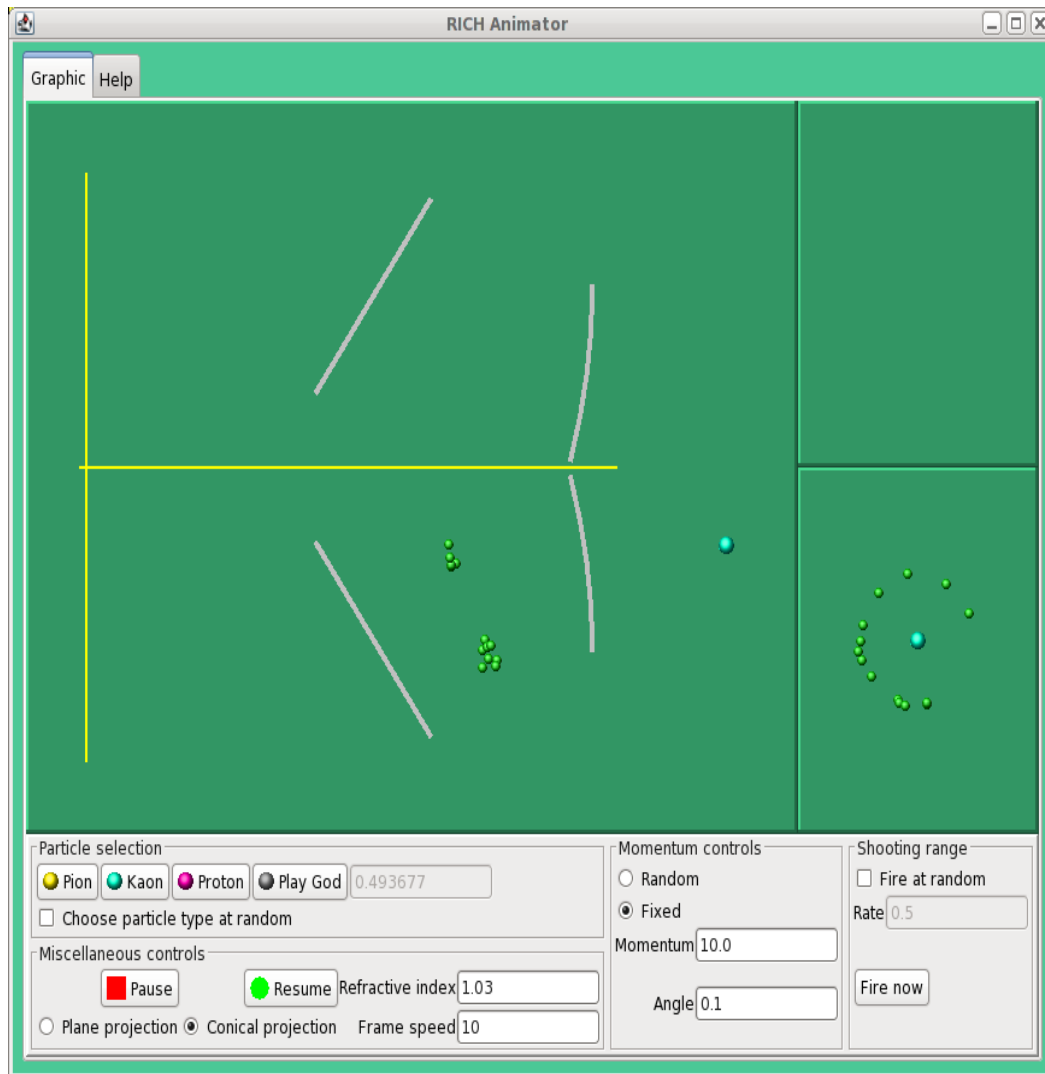 RICH Animator
Graphic Help
Particle selection
Pion Kaon Proton Play God 0.493677
Choose particle type at random
Miscellaneous controls
Pause Resume Refractive index 1.03
Plane projection Conical projection Frame speed 10
Momentum controls
Random
Fixed
Momentum 10.0
Angle 0.1
Shooting range
Fire at random
Rate 0.5
Fire now